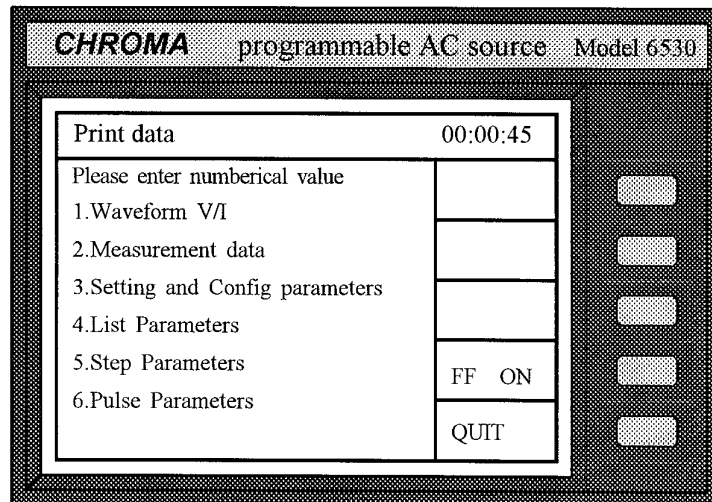 CHROMA programmable AC source Model 6530
Print data 00:00:45
Please enter numberical value
1.Waveform V/I
2.Measurement data
3.Setting and Config parameters
4.List Parameters
5.Step Parameters
6.Pulse Parameters
FF ON
QUIT